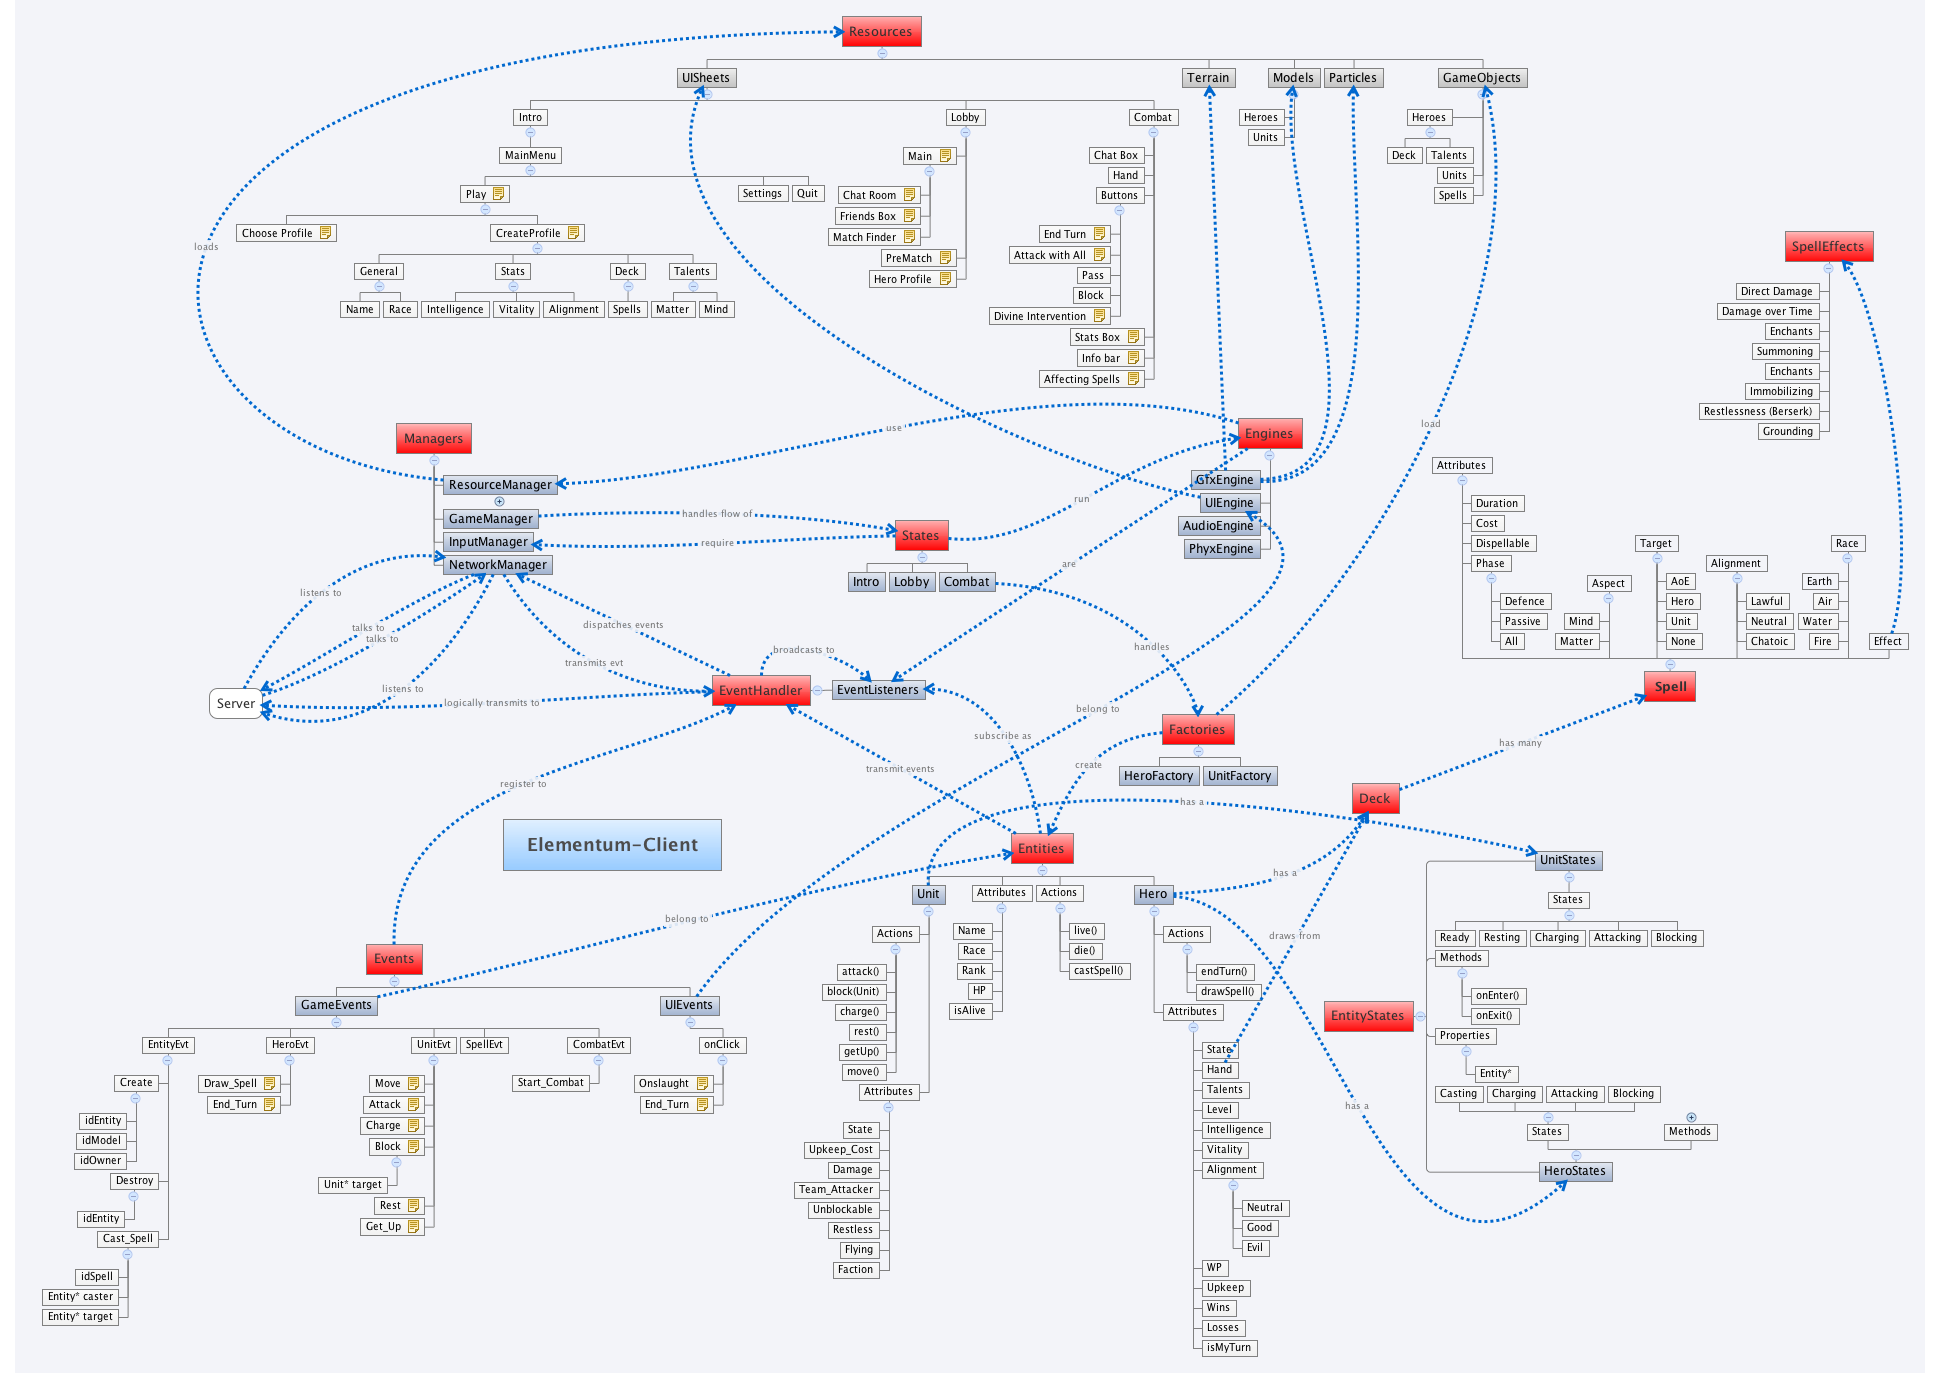 Resources
UISheets
Terrain
Models
Particles
GameObjects
Intro
Lobby
Combat
Heroes
Units
Heroes
Deck
Talents
Units
Spells
MainMenu
Play
Settings
Quit
Choose Profile
CreateProfile
General
Stats
Deck
Talents
Name
Race
Intelligence
Vitality
Alignment
Spells
Matter
Mind
Main
Chat Room
Friends Box
Match Finder
PreMatch
Hero Profile
Chat Box
Hand
Buttons
End Turn
Attack with All
Pass
Block
Divine Intervention
Stats Box
Info bar
Affecting Spells
loads
SpellEffects
Direct Damage
Damage over Time
Enchants
Summoning
Enchants
Immobilizing
Restlessness (Berserk)
Grounding
Managers
ResourceManager
GameManager
InputManager
NetworkManager
use
handles flow of
require
run
are
load
Engines
GfxEngine
UIEngine
AudioEngine
PhyxEngine
States
Intro
Lobby
Combat
Attributes
Duration
Cost
Dispellable
Phase
Defence
Passive
All
Aspect
Mind
Matter
Target
AoE
Hero
Unit
None
Alignment
Lawful
Neutral
Chatoic
Race
Earth
Air
Water
Fire
Effect
Spell
listens to
talks to
talks to
listens to
dispatches events
transmits evt
broadcasts to
logically transmits to
Server
EventHandler
EventListeners
handles
belong to
subscribe as
transmit events
register to
create
Factories
HeroFactory
UnitFactory
has many
Deck
has a
Elementum-Client
Entities
Unit
Attributes
Actions
Hero
has a
draws from
has a
belong to
Name
Race
Rank
HP
isAlive
live()
die()
castSpell()
Actions
attack()
block(Unit)
charge()
rest()
getUp()
move()
Attributes
State
Upkeep_Cost
Damage
Team_Attacker
Unblockable
Restless
Flying
Faction
Actions
endTurn()
drawSpell()
Attributes
State
Hand
Talents
Level
Intelligence
Vitality
Alignment
Neutral
Good
Evil
WP
Upkeep
Wins
Losses
isMyTurn
UnitStates
States
Ready
Resting
Charging
Attacking
Blocking
Methods
onEnter()
onExit()
EntityStates
Properties
Entity*
Casting
Charging
Attacking
Blocking
States
Methods
HeroStates
Events
GameEvents
UIEvents
EntityEvt
HeroEvt
UnitEvt
SpellEvt
CombatEvt
onClick
Create
idEntity
idModel
idOwner
Destroy
idEntity
Cast_Spell
idSpell
Entity* caster
Entity* target
Draw_Spell
End_Turn
Move
Attack
Charge
Block
Unit* target
Rest
Get_Up
Start_Combat
Onslaught
End_Turn